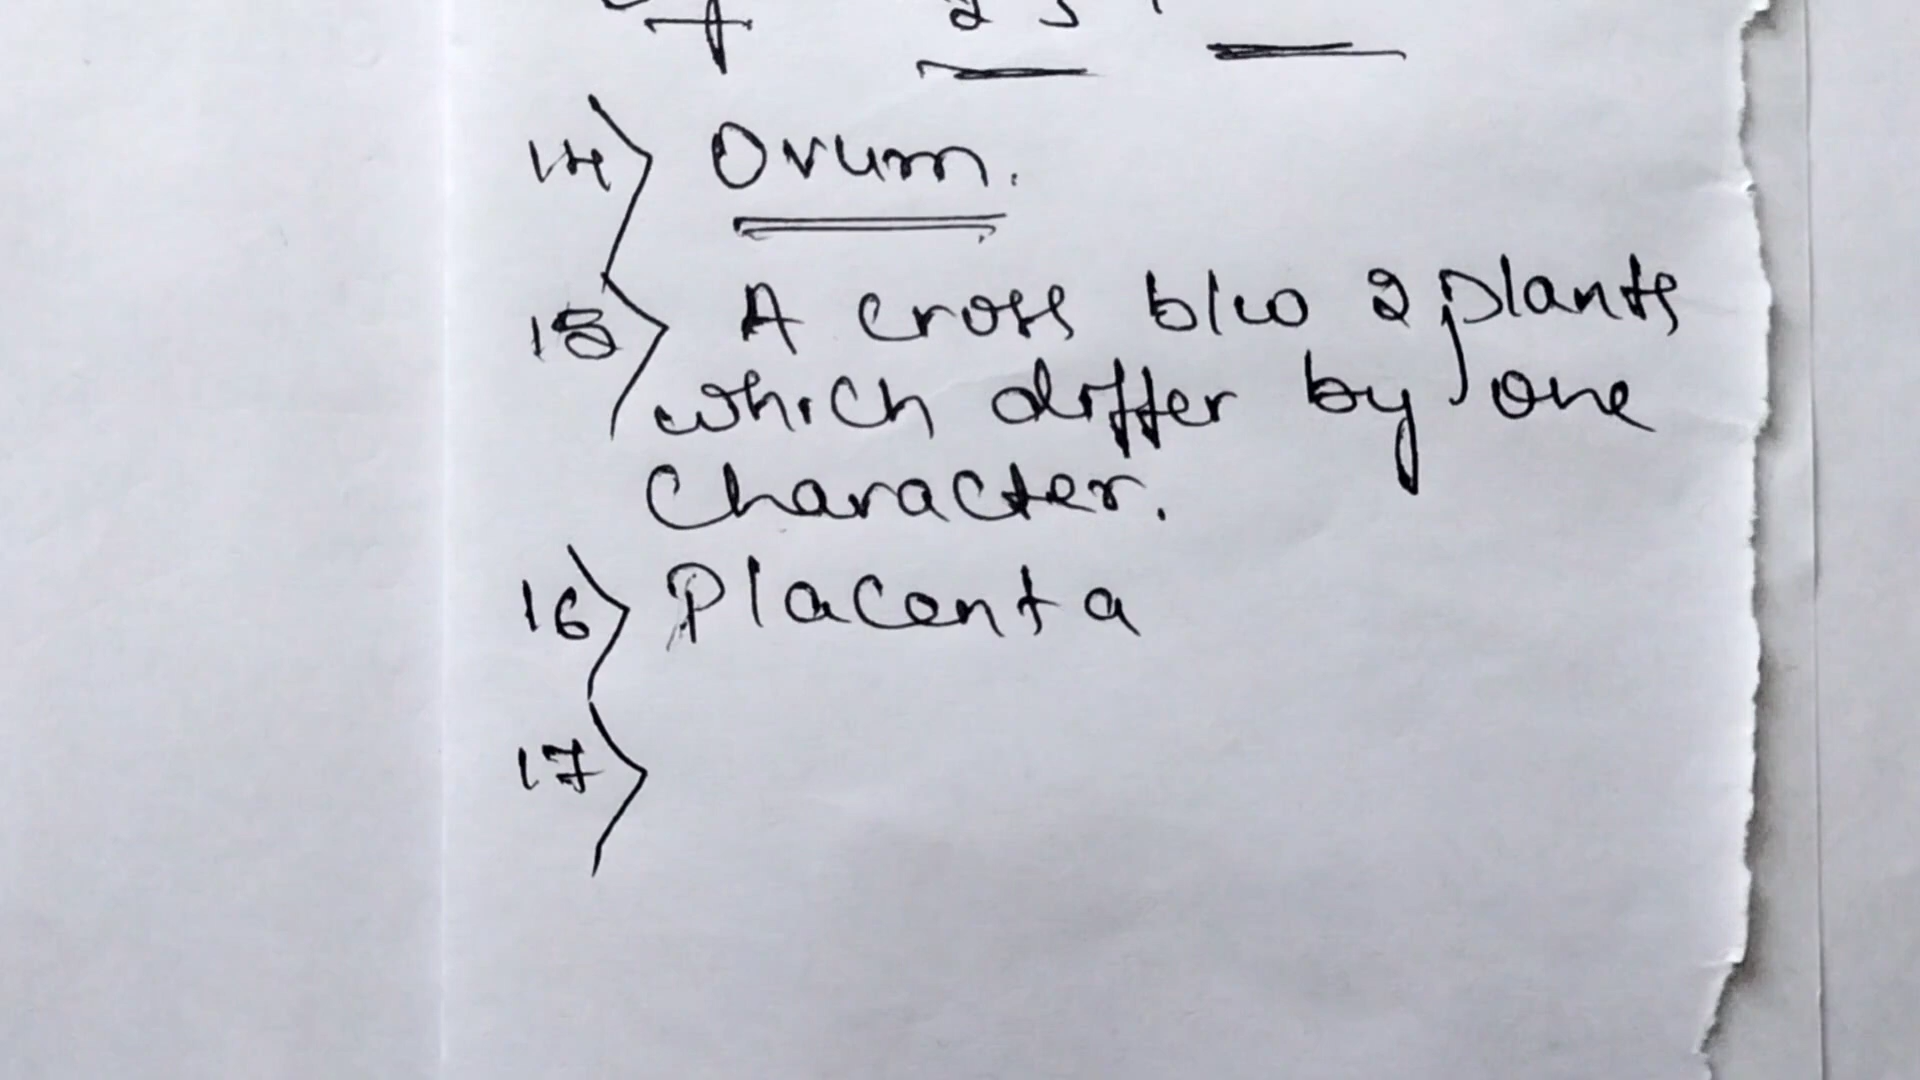 14) Ovum.
15) A cross b/w 2 plants
which differ by one
character.
16) Placenta
17)